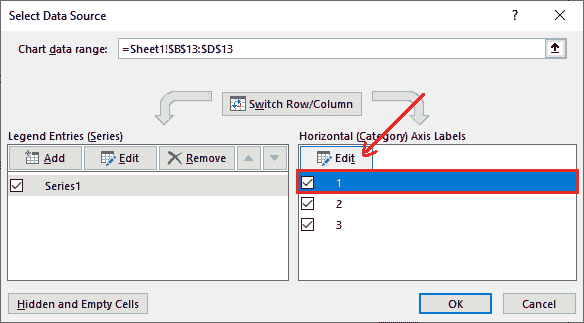 Select Data Source
?
Chart data range: =Sheet1!$B$13:$D$13
Switch Row/Column
Legend Entries (Series)
Add Edit Remove
Series1
Horizontal (Category) Axis Labels
Edit
1
2
3
Hidden and Empty Cells
OK Cancel